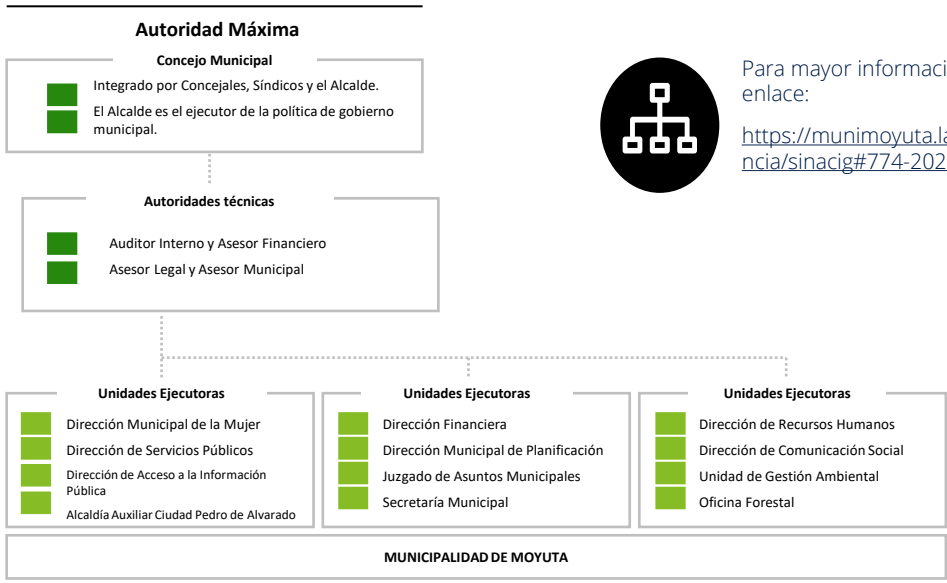 Autoridad Máxima
Concejo Municipal
Integrado por Concejales, Síndicos y el Alcalde.
El Alcalde es el ejecutor de la política de gobierno
municipal.
Para mayor informaci
enlace:
https://munimoyuta.la
ncia/sinacig#774-202
Autoridades técnicas
Auditor Interno y Asesor Financiero
Asesor Legal y Asesor Municipal
Unidades Ejecutoras
Dirección Municipal de la Mujer
Dirección de Servicios Públicos
Dirección de Acceso a la Información
Pública
Alcaldía Auxiliar Ciudad Pedro de Alvarado
Unidades Ejecutoras
Dirección Financiera
Dirección Municipal de Planificación
Juzgado de Asuntos Municipales
Secretaría Municipal
Unidades Ejecutoras
Dirección de Recursos Humanos
Dirección de Comunicación Social
Unidad de Gestión Ambiental
Oficina Forestal
MUNICIPALIDAD DE MOYUTA